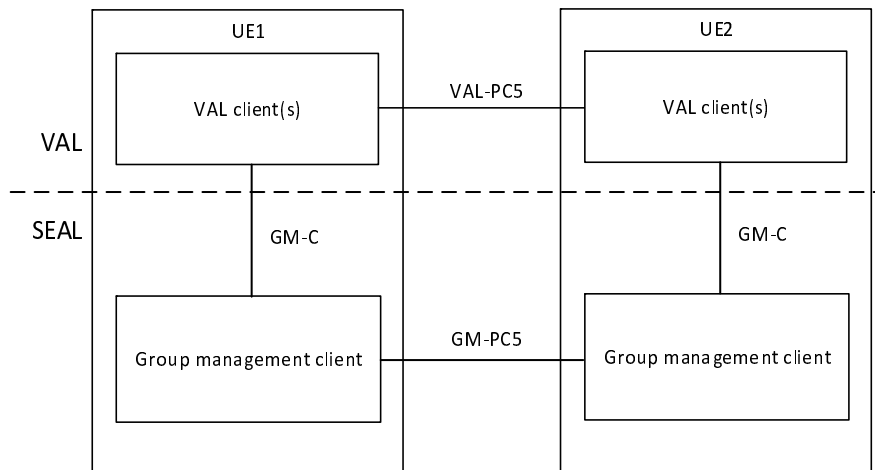 UE1
UE2
VAL client(s)
VAL-PC5
VAL client(s)
VAL
SEAL
GM-C
GM-C
Group management client
GM-PC5
Group management client